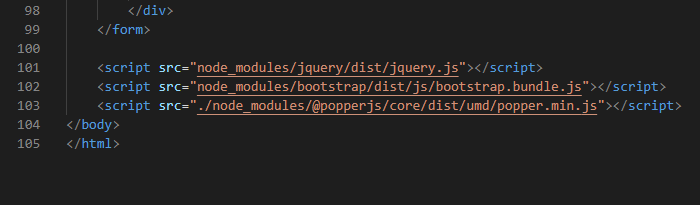 98 </div>
99 </form>
100
101 <script src="node_modules/jquery/dist/jquery.js"></script>
102 <script src="node_modules/bootstrap/dist/js/bootstrap.bundle.js"></script>
103 <script src="./node_modules/@popperjs/core/dist/umd/popper.min.js"></script>
104 </body>
105 </html>